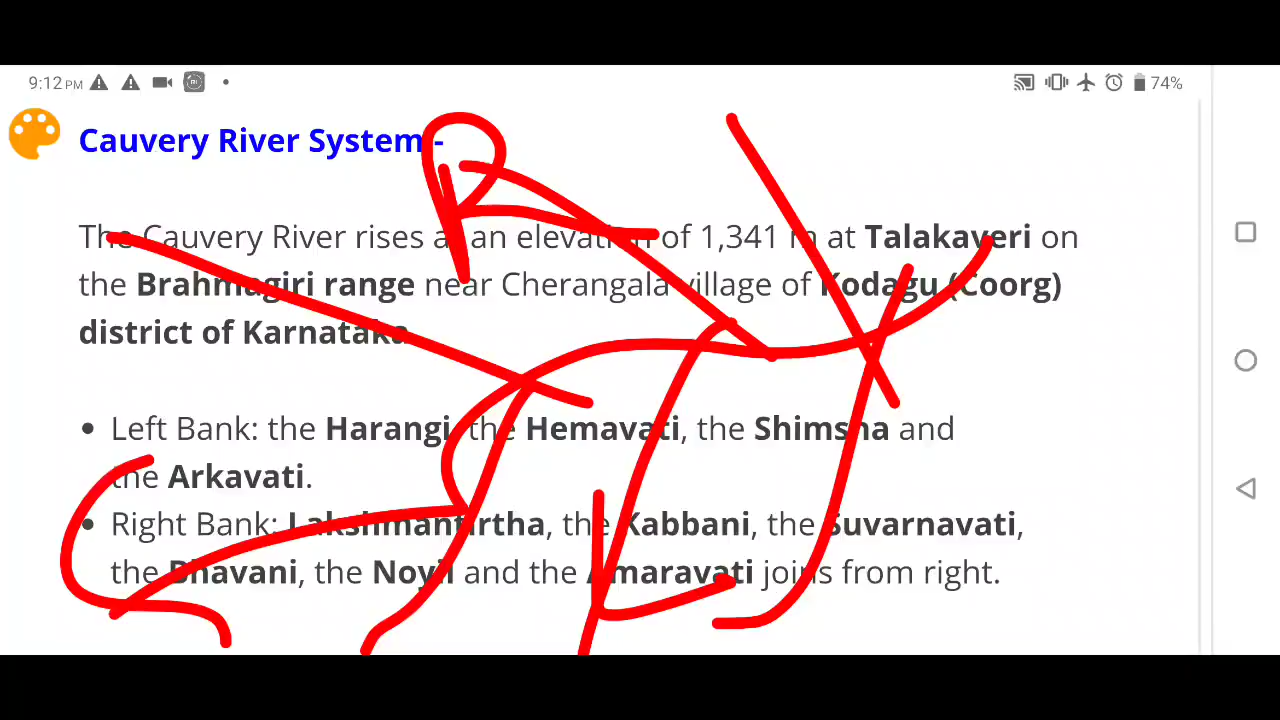 9:12 PM
74%
Cauvery River System -
The Cauvery River rises at an elevation of 1,341 m at Talakaveri on
the Brahmagiri range near Cherangala village of Kodagu (Coorg)
district of Karnataka.
Left Bank: the Harangi, the Hemavati, the Shimsha and
the Arkavati.
Right Bank: Lakshmantirtha, the Kabbani, the Suvarnavati,
the Bhavani, the Noyil and the Amaravati joins from right.
R
L